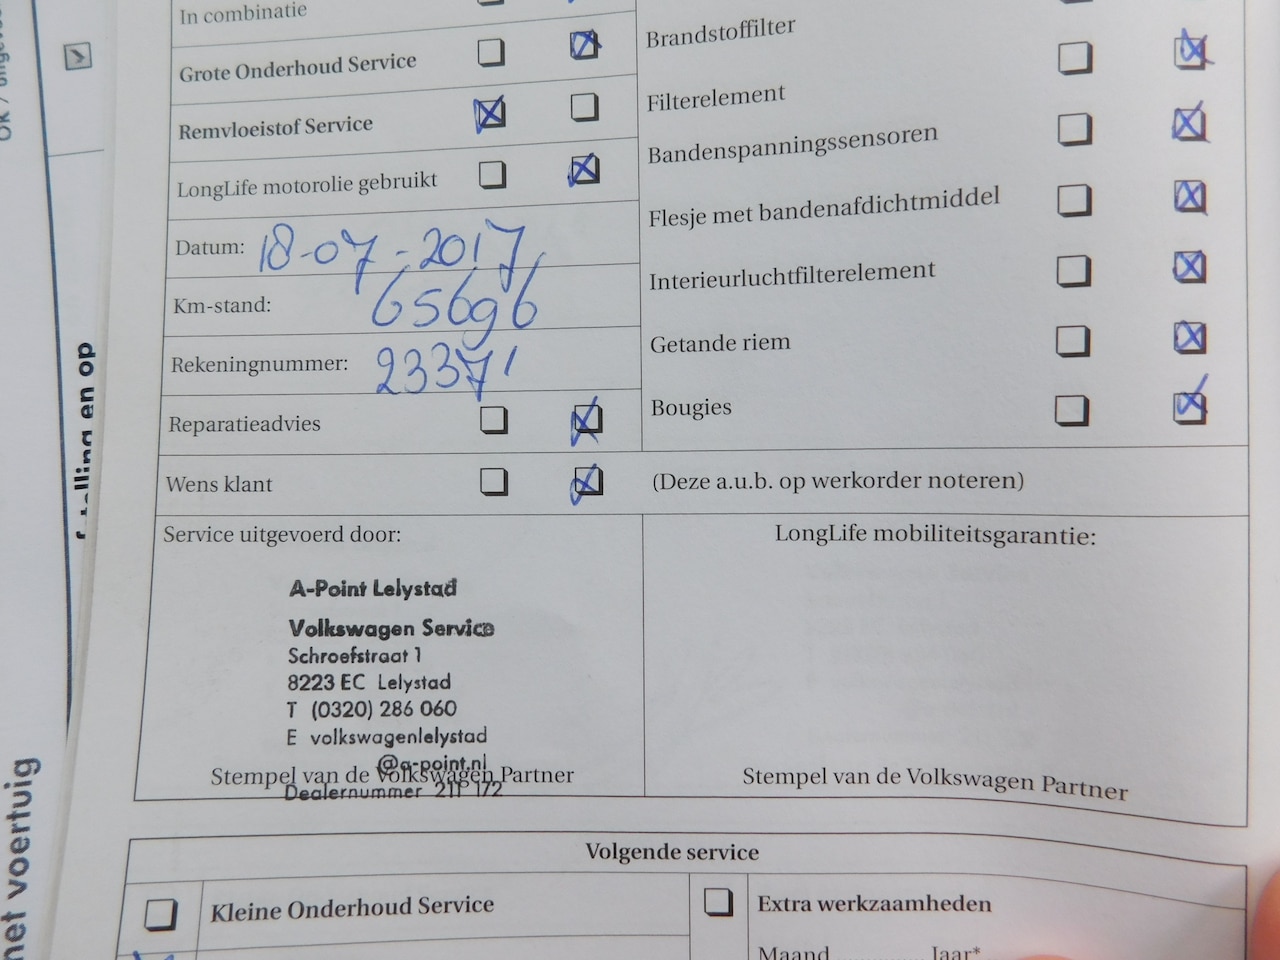 In combinatie
Grote Onderhoud Service
Remvloeistof Service
LongLife motorolie gebruikt
Datum: 18-07-2017
Km-stand: 65696
Rekeningnummer: 23371
Reparatieadvies
Wens klant
Brandstoffilter
Filterelement
Bandenspanningssensoren
Flesje met bandenafdichtmiddel
Interieurluchtfilterelement
Getande riem
Bougies
(Deze a.u.b. op werkorder noteren)
Service uitgevoerd door:
A-Point Lelystad
Volkswagen Service
Schroefstraat 1
8223 EC Lelystad
T (0320) 286 060
E volkswagenlelystad
@a-point.nl
Stempel van de Volkswagen Partner
Dealernummer 211 172
LongLife mobiliteitsgarantie:
Stempel van de Volkswagen Partner
Volgende service
Kleine Onderhoud Service
Extra werkzaamheden
Maand Jaar*
en op
het voertuig